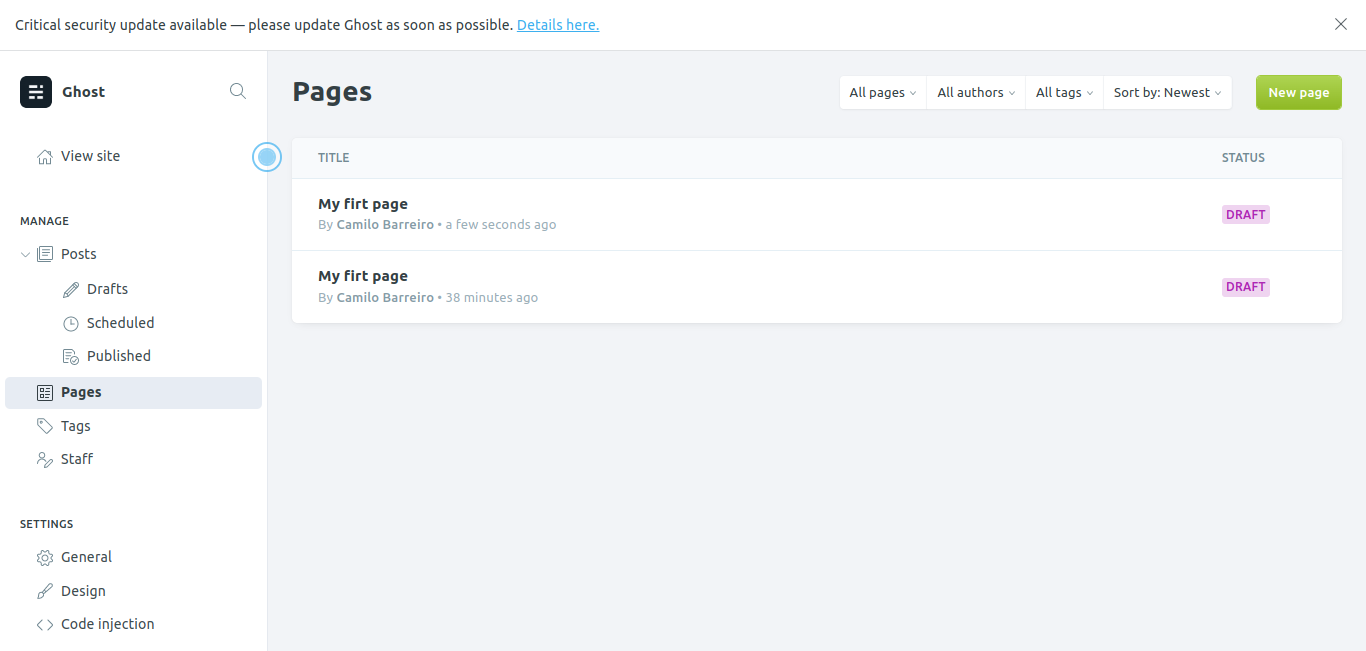 Critical security update available — please update Ghost as soon as possible. Details here.
Ghost
View site
MANAGE
Posts
Drafts
Scheduled
Published
Pages
Tags
Staff
SETTINGS
General
Design
Code injection
Pages
All pages
All authors
All tags
Sort by: Newest
New page
TITLE
STATUS
My firt page
By Camilo Barreiro • a few seconds ago
DRAFT
My firt page
By Camilo Barreiro • 38 minutes ago
DRAFT